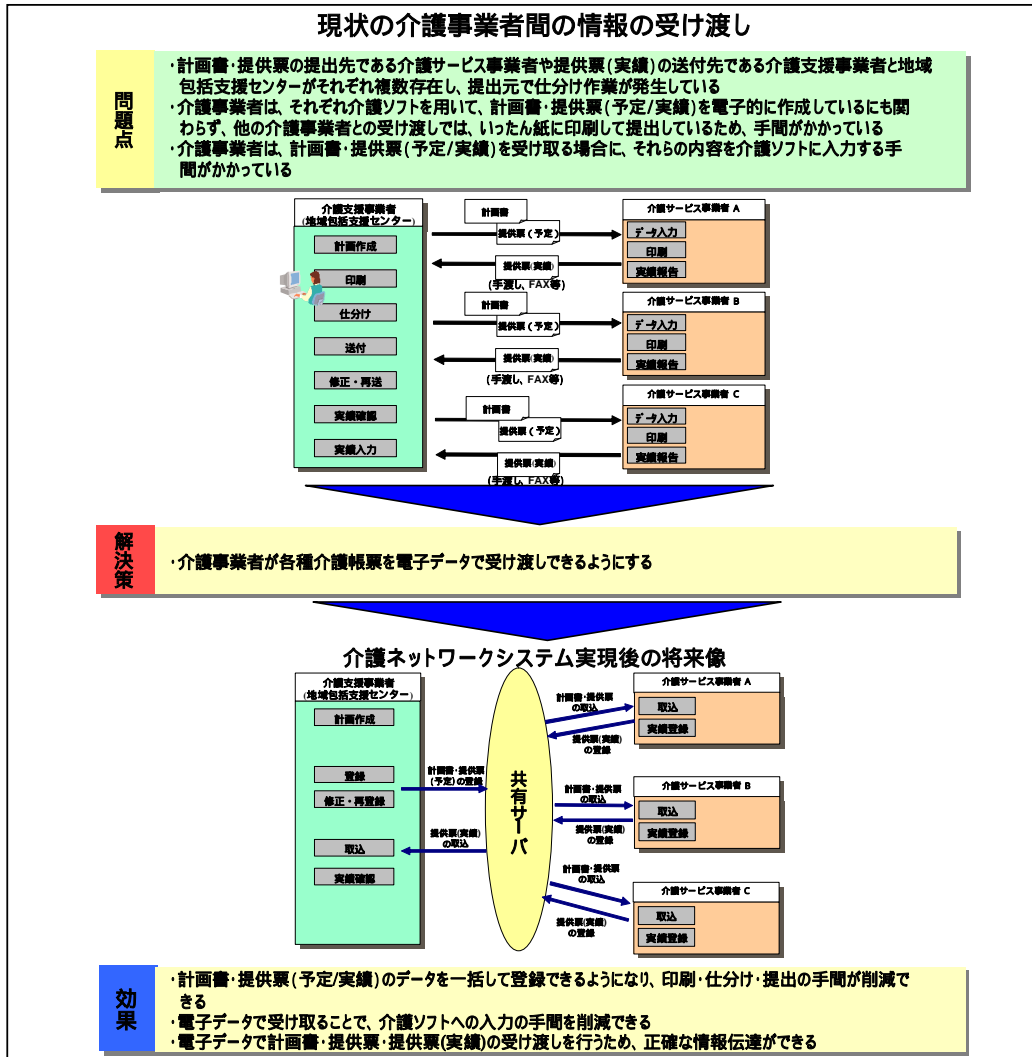 現状の介護事業者間の情報の受け渡し
問題点
・計画書・提供票の提出先である介護サービス事業者や提供票(実績)の送付先である介護支援事業者と地域
包括支援センターがそれぞれ複数存在し、提出元で仕分け作業が発生している
・介護事業者は、それぞれ介護ソフトを用いて、計画書・提供票(予定/実績)を電子的に作成しているにも関
わらず、他の介護事業者との受け渡しでは、いったん紙に印刷して提出しているため、手間がかかっている
・介護事業者は、計画書・提供票(予定/実績)を受け取る場合に、それらの内容を介護ソフトに入力する手
間がかかっている
介護支援事業者
(地域包括支援センター)
計画作成
印刷
仕分け
送付
修正・再送
実績確認
実績入力
計画書
提供票(予定)
提供票(実績)
(手渡し、FAX等)
計画書
提供票(予定)
提供票(実績)
(手渡し、FAX等)
計画書
提供票(予定)
提供票(実績)
(手渡し、FAX等)
介護サービス事業者 A
データ入力
印刷
実績報告
介護サービス事業者 B
データ入力
印刷
実績報告
介護サービス事業者 C
データ入力
印刷
実績報告
解決策
・介護事業者が各種介護帳票を電子データで受け渡しできるようにする
介護ネットワークシステム実現後の将来像
介護支援事業者
(地域包括支援センター)
計画作成
登録
修正・再登録
取込
実績確認
計画書・提供票
(予定)の登録
提供票(実績)
の取込
共有サーバ
計画書・提供票
の取込
提供票(実績)
の登録
計画書・提供票
の取込
提供票(実績)
の登録
計画書・提供票
の取込
提供票(実績)
の登録
介護サービス事業者 A
取込
実績登録
介護サービス事業者 B
取込
実績登録
介護サービス事業者 C
取込
実績登録
効果
・計画書・提供票(予定/実績)のデータを一括して登録できるようになり、印刷・仕分け・提出の手間が削減で
きる
・電子データで受け取ることで、介護ソフトへの入力の手間を削減できる
・電子データで計画書・提供票・提供票(実績)の受け渡しを行うため、正確な情報伝達ができる